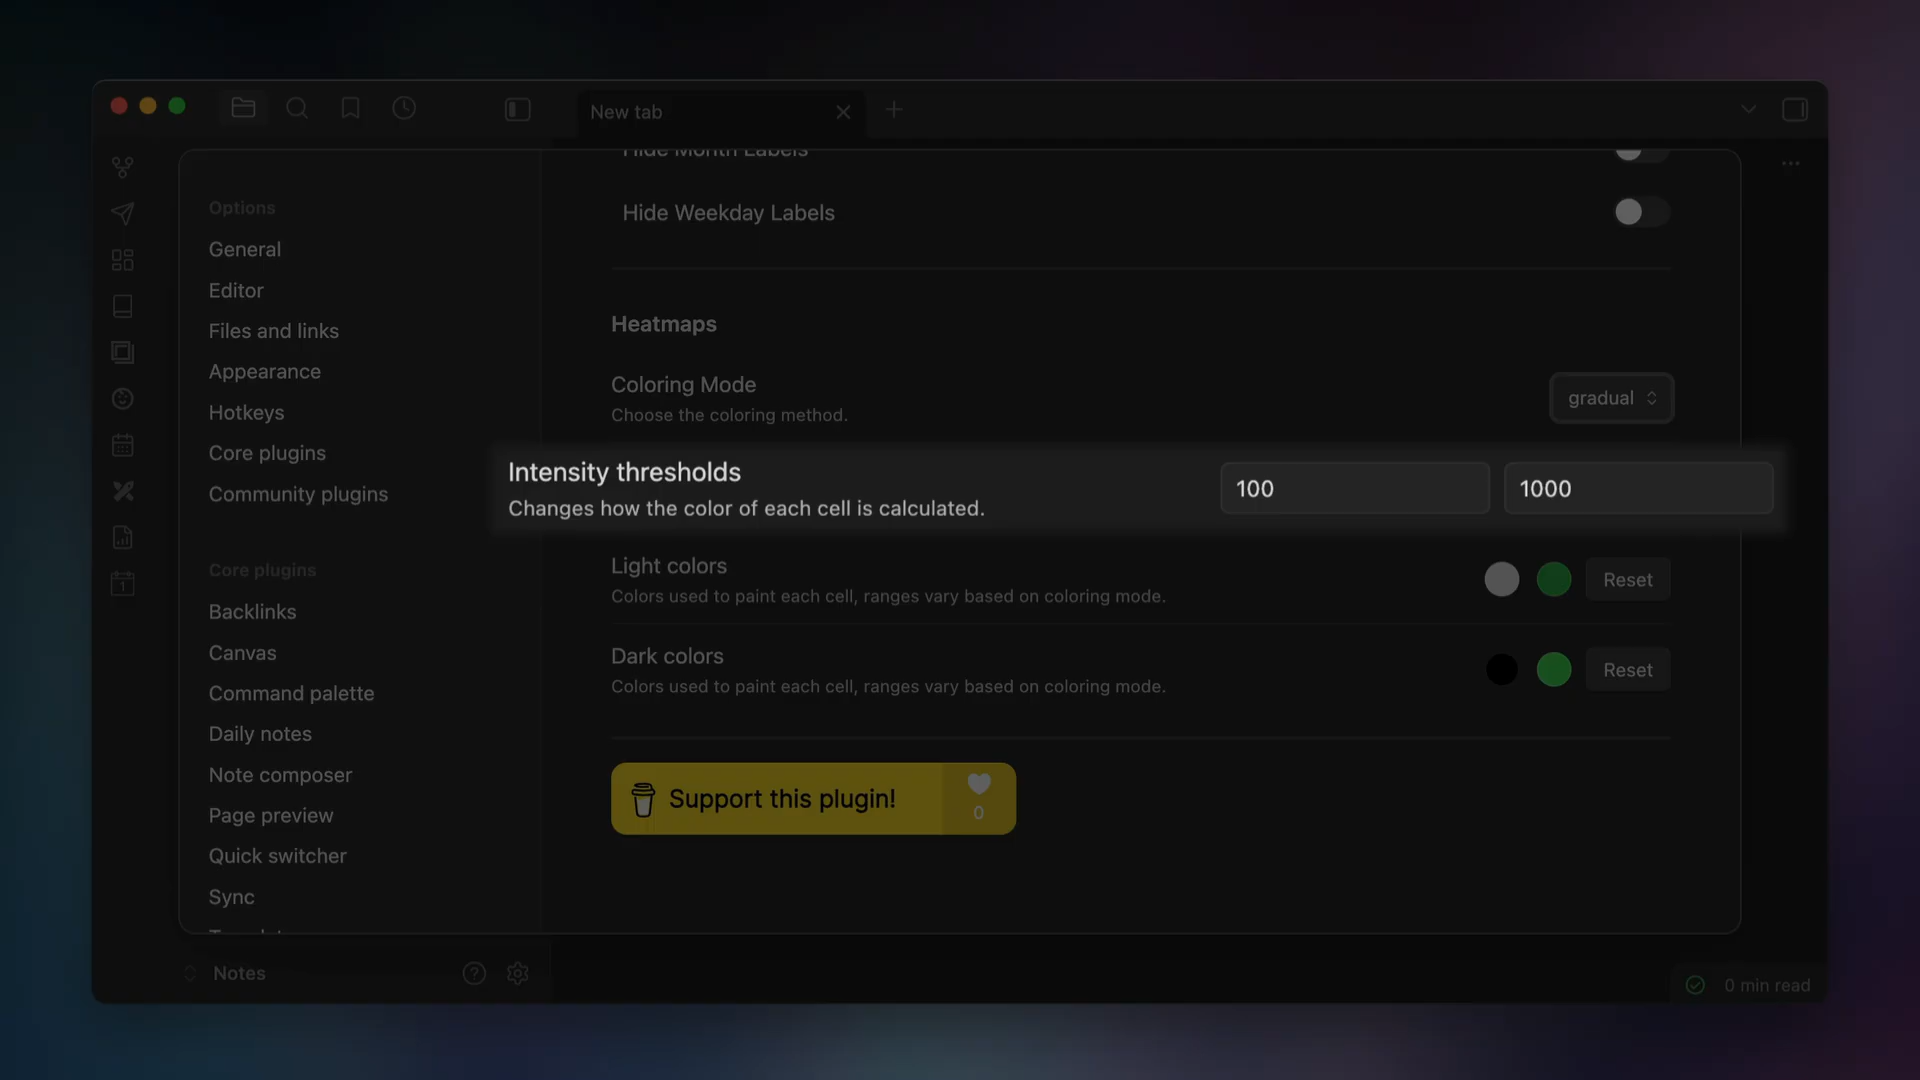 New tab
Options
General
Editor
Files and links
Appearance
Hotkeys
Core plugins
Community plugins
Core plugins
Backlinks
Canvas
Command palette
Daily notes
Note composer
Page preview
Quick switcher
Sync
Notes
Hide Month Labels
Hide Weekday Labels
Heatmaps
Coloring Mode
Choose the coloring method.
gradual
Intensity thresholds
Changes how the color of each cell is calculated.
100
1000
Light colors
Colors used to paint each cell, ranges vary based on coloring mode.
Reset
Dark colors
Colors used to paint each cell, ranges vary based on coloring mode.
Reset
Support this plugin!
0
1
0 min read